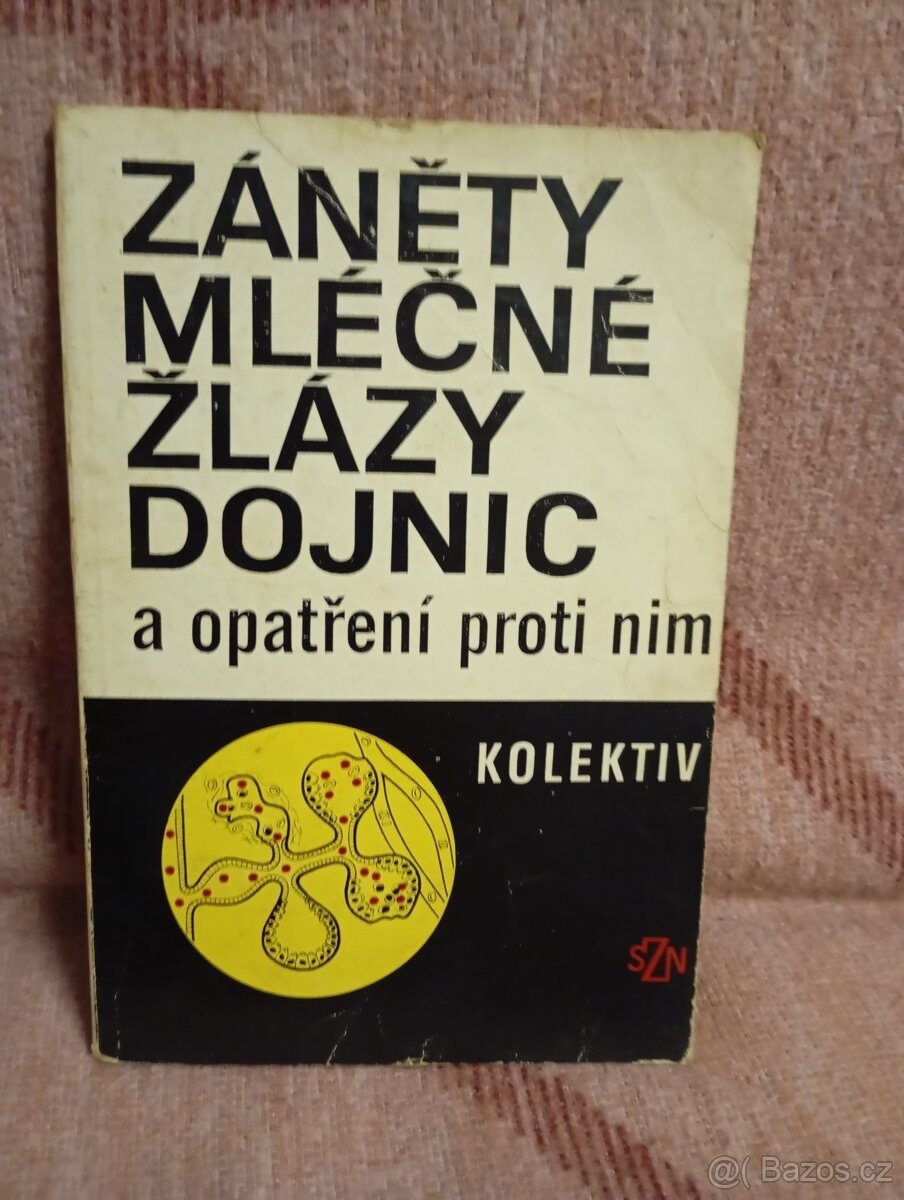 ZÁNĚTY
MLÉČNÉ
ŽLÁZY
DOJNIC
a opatření proti nim
KOLEKTIV
SZN
@( Bazos.cz